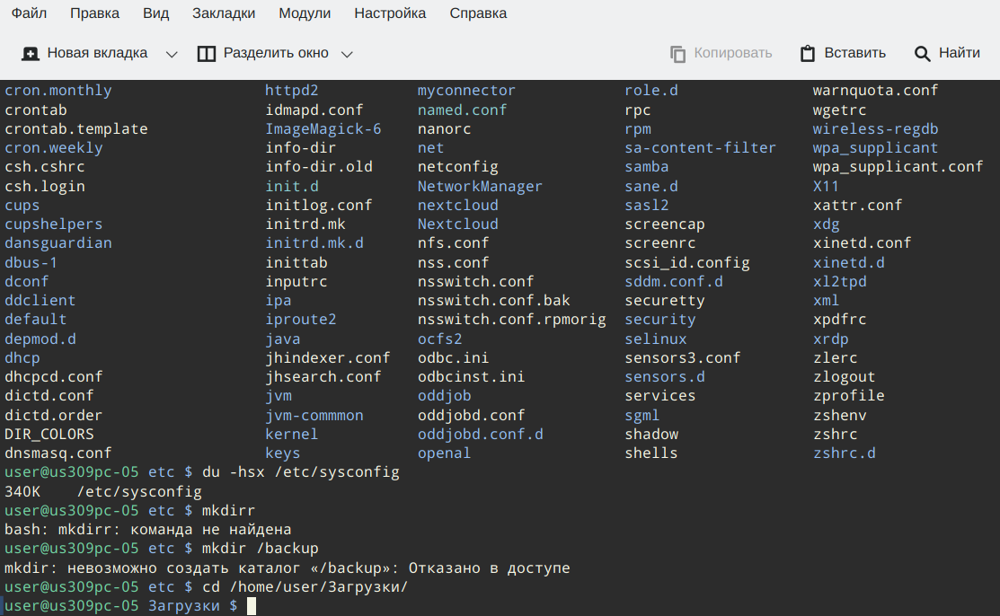 Файл Правка Вид Закладки Модули Настройка Справка
Новая вкладка Разделить окно Копировать Вставить Найти
cron.monthly httpd2 myconnector role.d warnquota.conf
crontab idmapd.conf named.conf rpc wgetrc
crontab.template ImageMagick-6 nanorc rpm wireless-regdb
cron.weekly info-dir net sa-content-filter wpa_supplicant
csh.cshrc info-dir.old netconfig samba wpa_supplicant.conf
csh.login init.d NetworkManager sane.d X11
cups initlog.conf nextcloud sasl2 xattr.conf
cupshelpers initrd.mk Nextcloud screencap xdg
dansguardian initrd.mk.d nfs.conf screenrc xinetd.conf
dbus-1 inittab nss.conf scsi_id.config xinetd.d
dconf inputrc nsswitch.conf sddm.conf.d xl2tpd
ddclient ipa nsswitch.conf.bak securetty xml
default iproute2 nsswitch.conf.rpmorig security xpdfrc
depmod.d java ocfs2 selinux xrdp
dhcp jhindexer.conf odbc.ini sensors3.conf zlerc
dhcpcd.conf jhsearch.conf odbcinst.ini sensors.d zlogout
dictd.conf jvm oddjob services zprofile
dictd.order jvm-commmon oddjobd.conf sgml zshenv
DIR_COLORS kernel oddjobd.conf.d shadow zshrc
dnsmasq.conf keys openal shells zshrc.d
user@us309pc-05 etc $ du -hsx /etc/sysconfig
340K /etc/sysconfig
user@us309pc-05 etc $ mkdirr
bash: mkdirr: команда не найдена
user@us309pc-05 etc $ mkdir /backup
mkdir: невозможно создать каталог «/backup»: Отказано в доступе
user@us309pc-05 etc $ cd /home/user/Загрузки/
user@us309pc-05 Загрузки $